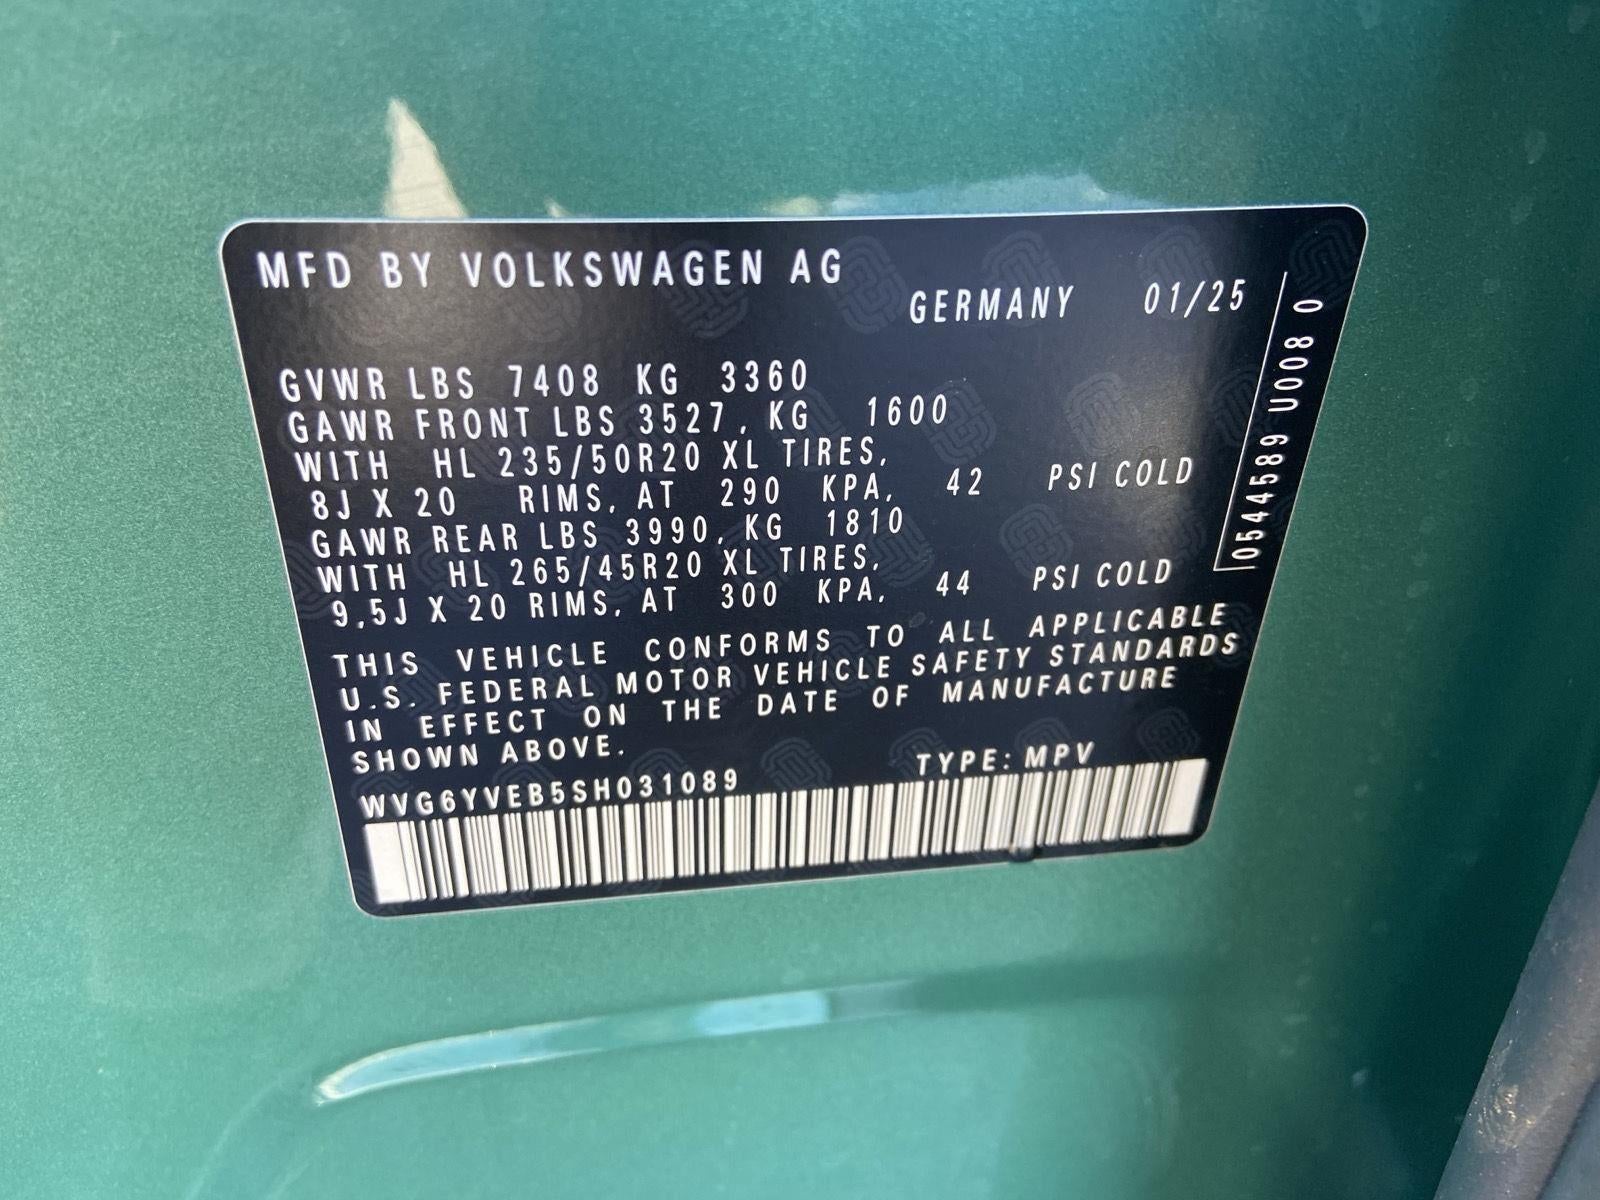 MFD BY VOLKSWAGEN AG
GERMANY 01/25
GVWR LBS 7408 KG 3360
GAWR FRONT LBS 3527, KG 1600
WITH HL 235/50R20 XL TIRES,
8J X 20 RIMS, AT 290 KPA, 42 PSI COLD
GAWR REAR LBS 3990, KG 1810
WITH HL 265/45R20 XL TIRES,
9,5J X 20 RIMS, AT 300 KPA, 44 PSI COLD
THIS VEHICLE CONFORMS TO ALL APPLICABLE
U.S. FEDERAL MOTOR VEHICLE SAFETY STANDARDS
IN EFFECT ON THE DATE OF MANUFACTURE
SHOWN ABOVE.
WVG6YVEB5SH031089 TYPE: MPV
0544589 U008 0